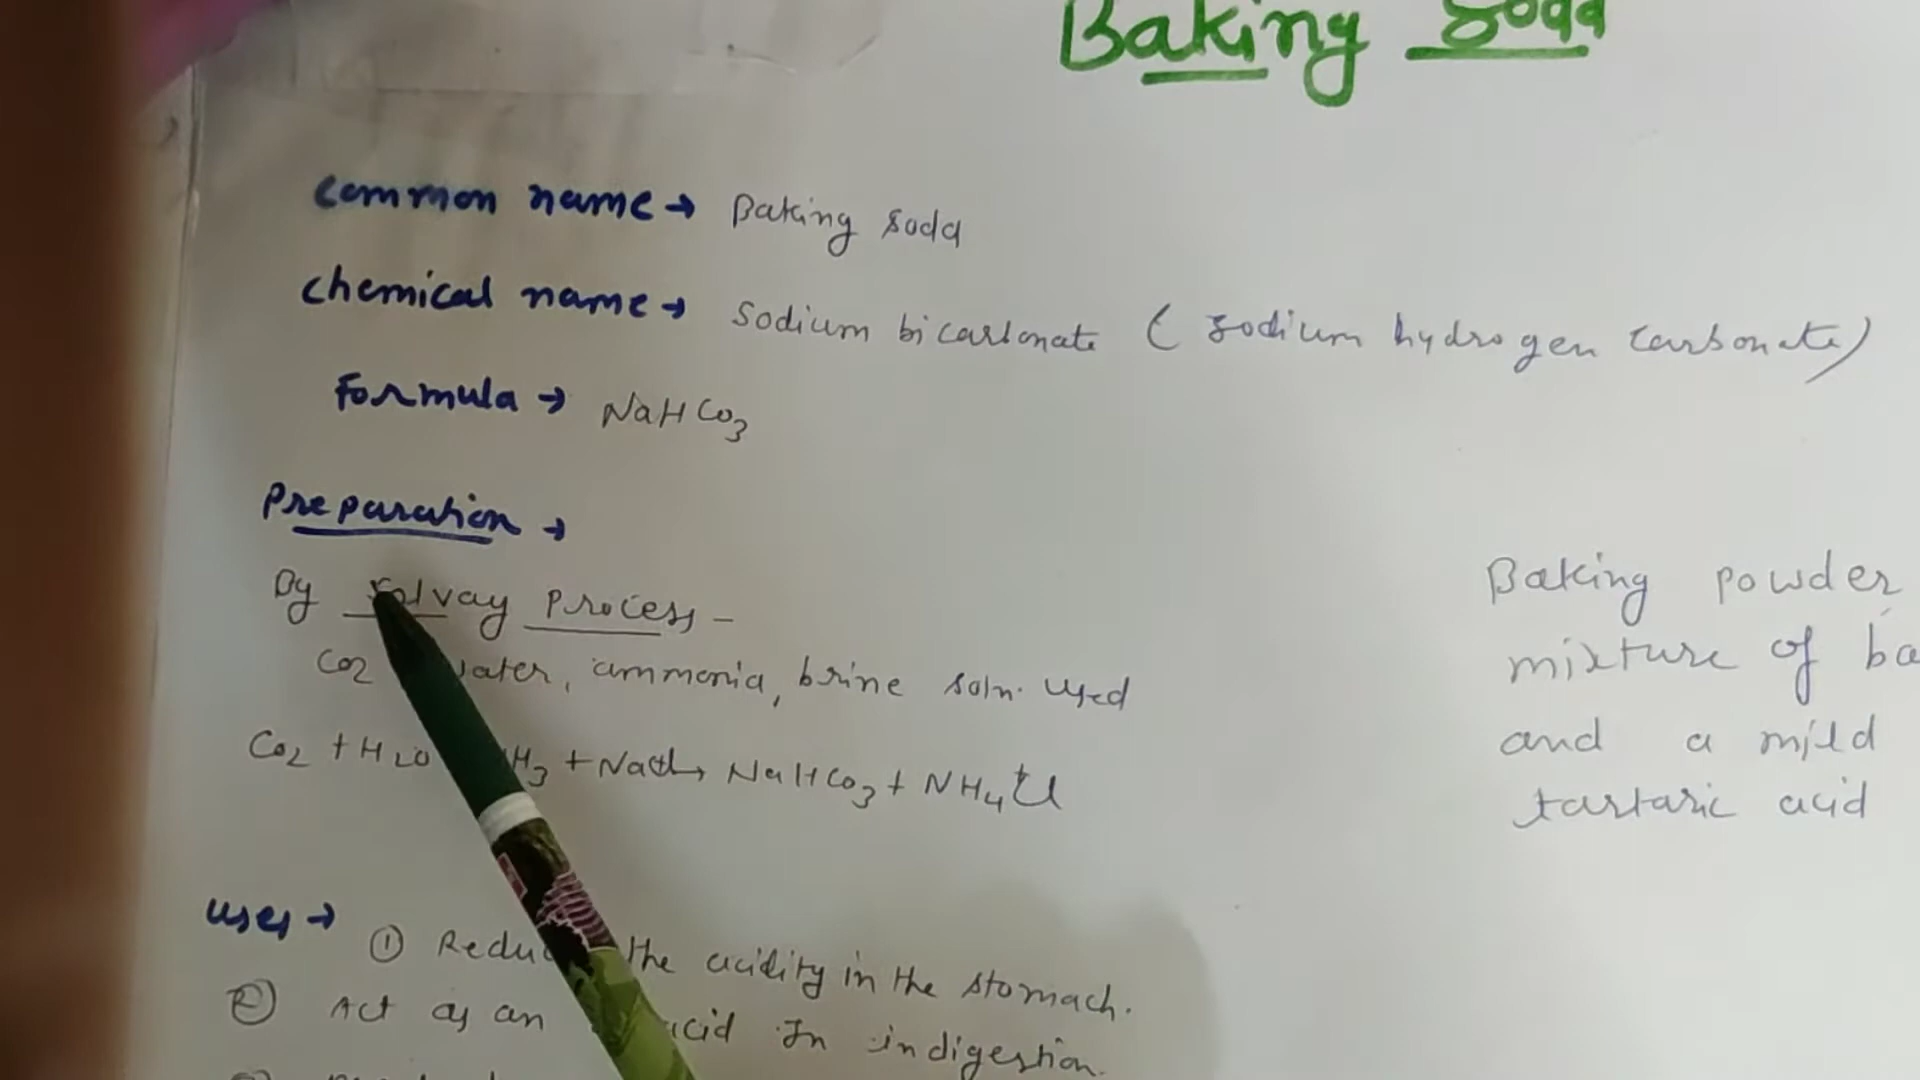 Baking Soda
Common name → Baking soda
Chemical name → Sodium bicarbonate (sodium hydrogen carbonate)
Formula → NaHCO3
Preparation →
By Solvay Process –
CO2 water, ammonia, brine soln. used
CO2 + H2O H3 + NaCl → NaHCO3 + NH4Cl
Baking powder
mixture of ba
and a mild
tartaric acid
Uses → ① Reduc the acidity in the stomach.
② Act as an acid In indigestion.